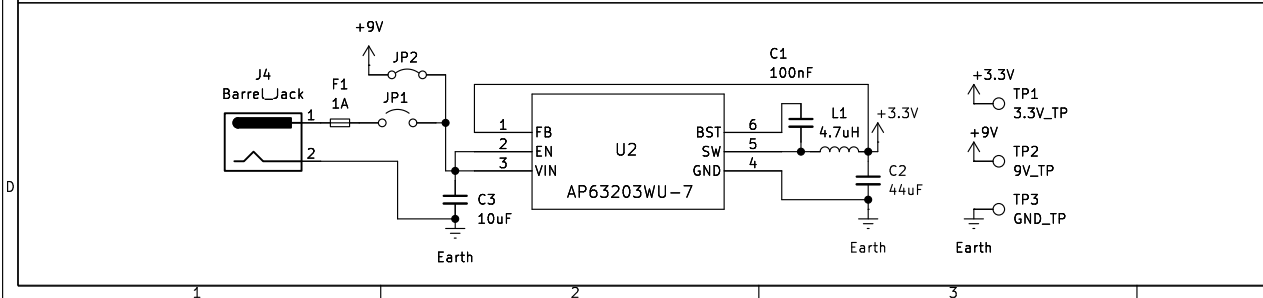 +9V
JP2
C1
100nF
J4
Barrel_Jack
F1
1A
JP1
1
2
1 FB
2 EN
3 VIN
U2
AP63203WU-7
BST 6
SW 5
GND 4
L1
4.7uH
+3.3V
C2
44uF
Earth
C3
10uF
Earth
+3.3V
TP1
3.3V_TP
+9V
TP2
9V_TP
TP3
GND_TP
Earth
D
1 2 3